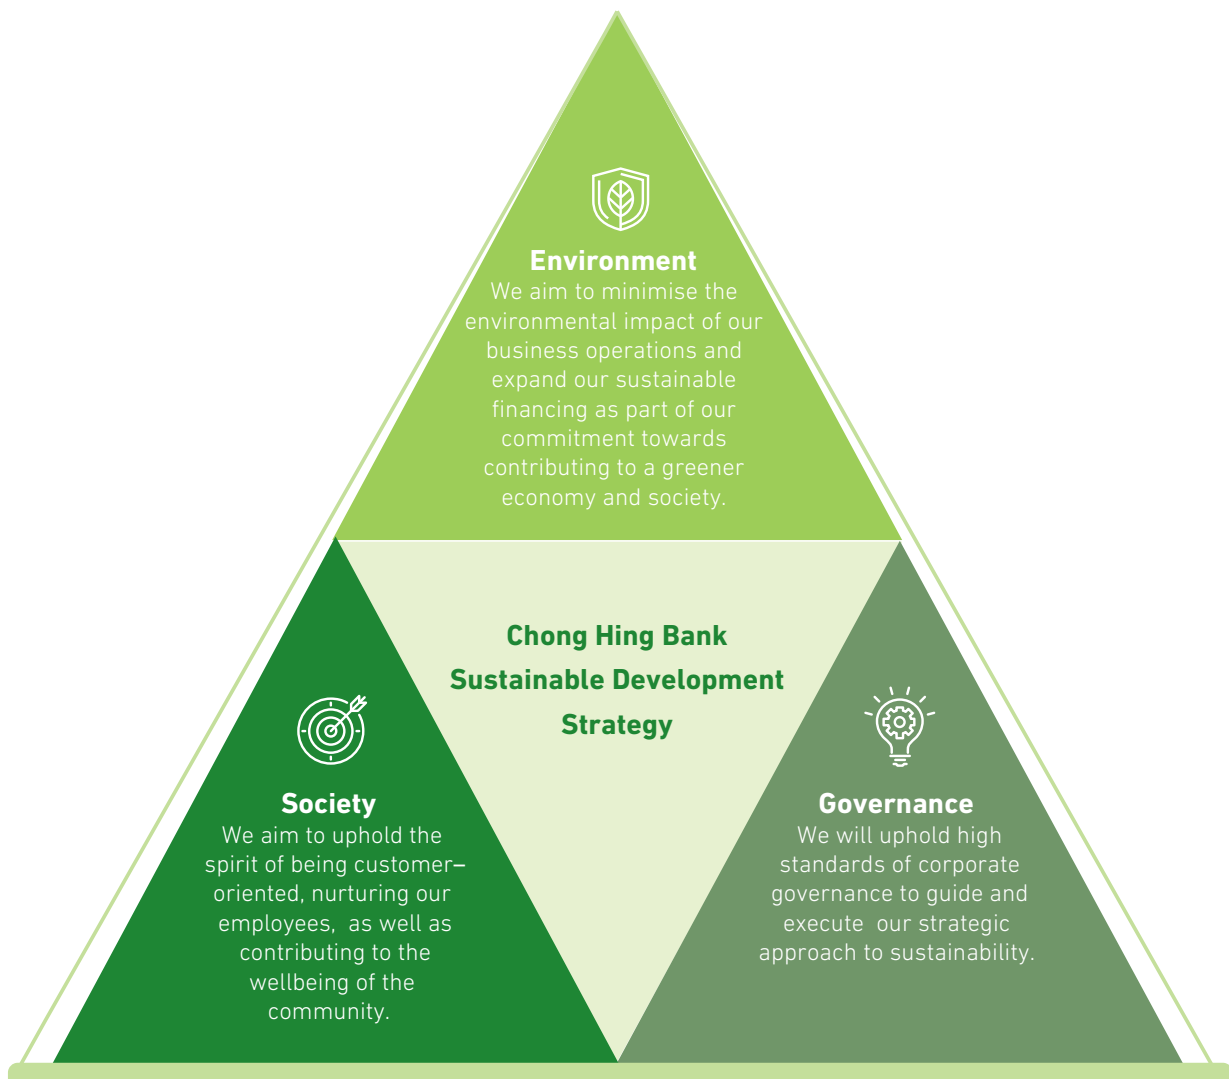 Environment
We aim to minimise the
environmental impact of our
business operations and
expand our sustainable
financing as part of our
commitment towards
contributing to a greener
economy and society.
Chong Hing Bank
Sustainable Development
Strategy
Society
We aim to uphold the
spirit of being customer–
oriented, nurturing our
employees,  as well as
contributing to the
wellbeing of the
community.
Governance
We will uphold high
standards of corporate
governance to guide and
execute  our strategic
approach to sustainability.